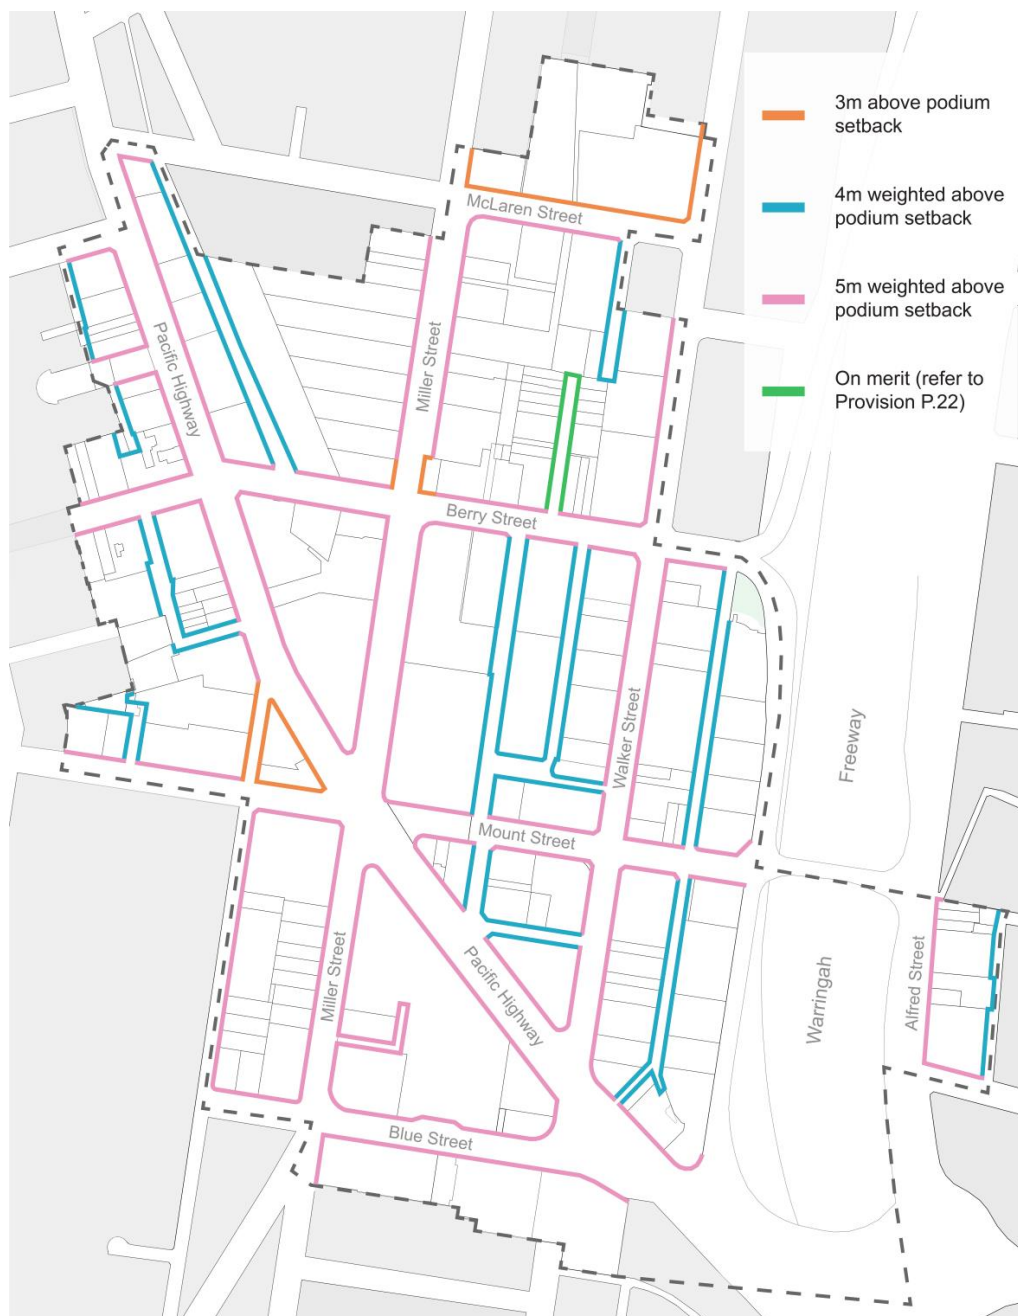 3m above podium
setback
4m weighted above
podium setback
5m weighted above
podium setback
On merit (refer to
Provision P.22)
McLaren Street
Pacific Highway
Miller Street
Berry Street
Walker Street
Freeway
Mount Street
Pacific Highway
Miller Street
Warringah
Alfred Street
Blue Street